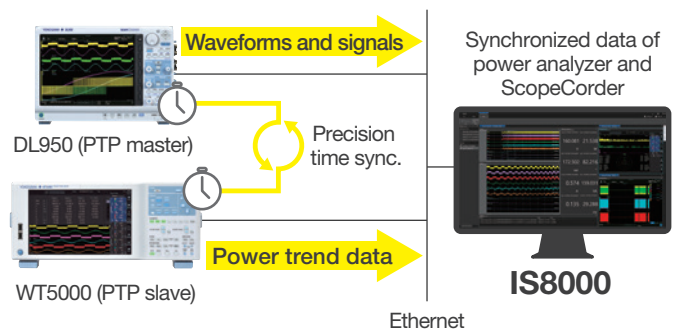 Waveforms and signals
DL950 (PTP master)
Precision
time sync.
WT5000 (PTP slave)
Power trend data
Ethernet
Synchronized data of
power analyzer and
ScopeCorder
IS8000